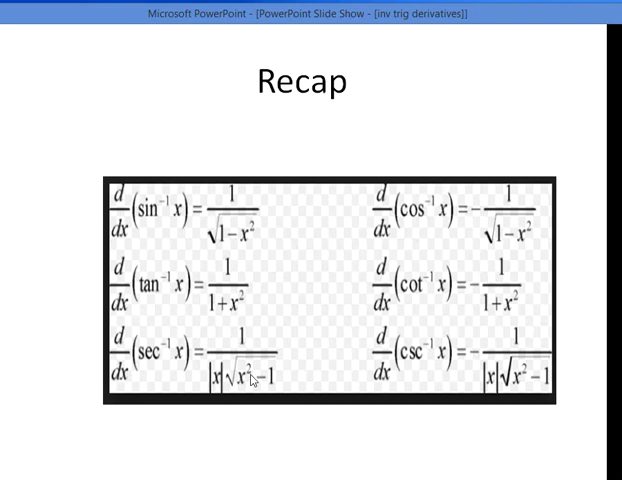 Microsoft PowerPoint - [PowerPoint Slide Show - [inv trig derivatives]]
Recap
d/dx (sin⁻¹ x) = 1/√(1−x²)
d/dx (cos⁻¹ x) = − 1/√(1−x²)
d/dx (tan⁻¹ x) = 1/(1+x²)
d/dx (cot⁻¹ x) = − 1/(1+x²)
d/dx (sec⁻¹ x) = 1/(|x|√(x²−1))
d/dx (csc⁻¹ x) = − 1/(|x|√(x²−1))